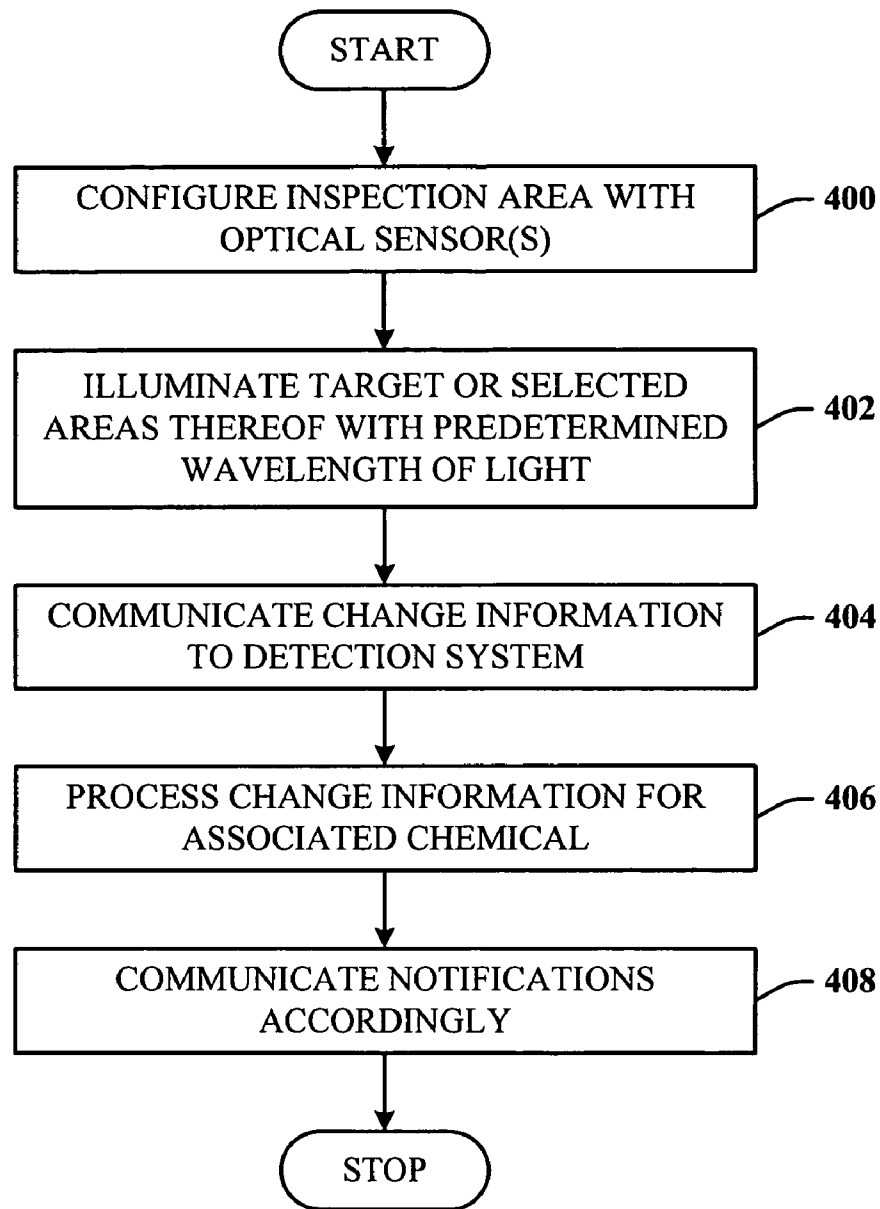 START
CONFIGURE INSPECTION AREA WITH
OPTICAL SENSOR(S)
400
ILLUMINATE TARGET OR SELECTED
AREAS THEREOF WITH PREDETERMINED
WAVELENGTH OF LIGHT
402
COMMUNICATE CHANGE INFORMATION
TO DETECTION SYSTEM
404
PROCESS CHANGE INFORMATION FOR
ASSOCIATED CHEMICAL
406
COMMUNICATE NOTIFICATIONS
ACCORDINGLY
408
STOP